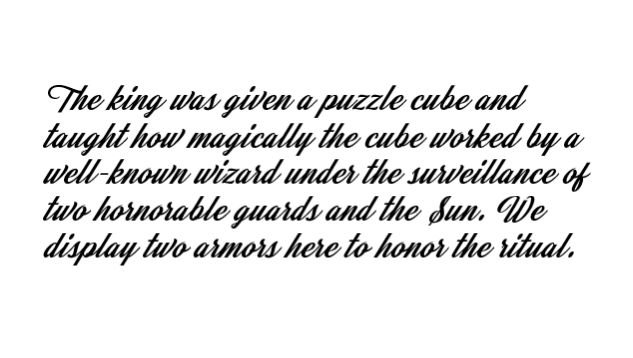 The king was given a puzzle cube and
taught how magically the cube worked by a
well-known wizard under the surveillance of
two hornorable guards and the Sun. We
display two armors here to honor the ritual.